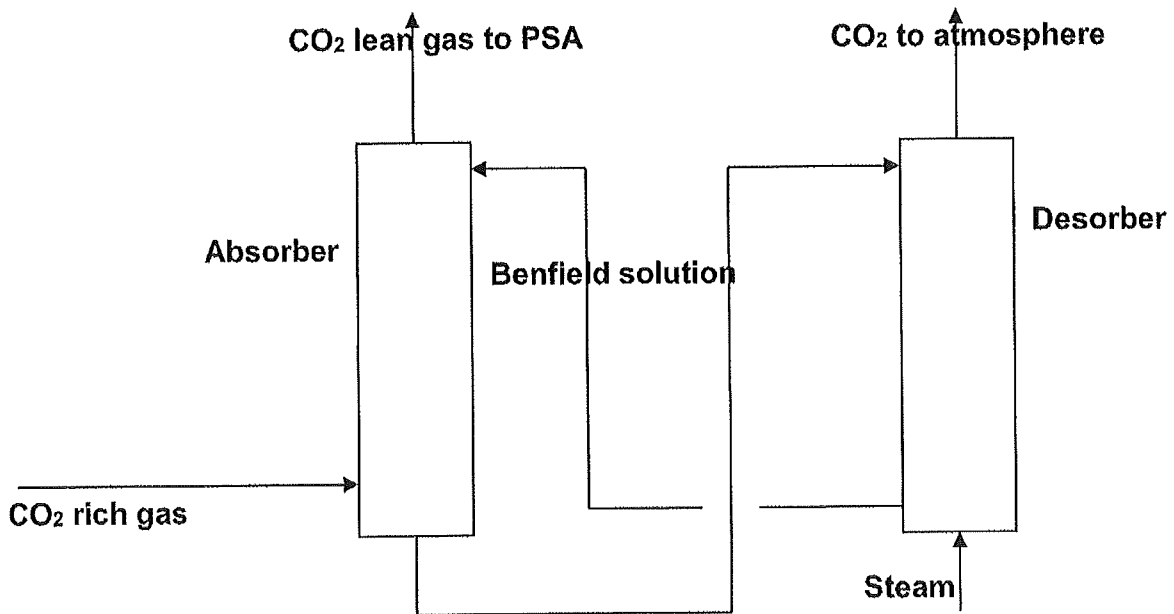 CO₂ lean gas to PSA
CO₂ to atmosphere
Absorber
Benfield solution
Desorber
CO₂ rich gas
Steam